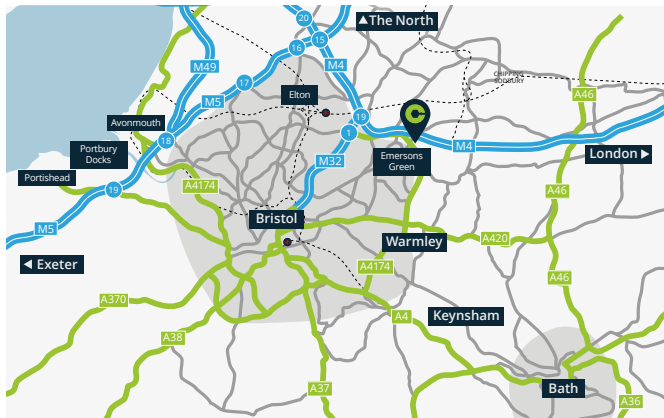 20
▲The North
15
16
M4
M49
17
M5
CHIPPING
SODBURY
A46
Elton
Avonmouth
18
19
1
M32
Emersons
Green
M4
London ▶
Portbury
Docks
Portishead
19
A4174
A46
M5
Bristol
Warmley
A420
◀ Exeter
A4174
A46
A370
A4
Keynsham
A38
A37
Bath
A36